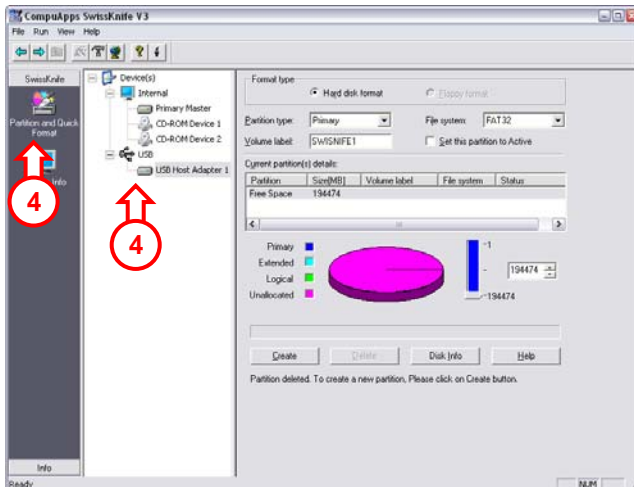 CompuApps SwissKnife V3
File Run View Help
SwissKnife
Partition and Quick
Format
Info
4
Device(s)
Internal
Primary Master
CD-ROM Device 1
CD-ROM Device 2
USB
USB Host Adapter 1
4
Format type
Hard disk format Floppy format
Partition type: Primary File system: FAT32
Volume label: SWISNIFE1 Set this partition to Active
Current partition(s) details:
Partition Size[MB] Volume label File system Status
Free Space 194474
Primary
Extended
Logical
Unallocated
-1
-
-194474
194474
Create Delete Disk Info Help
Partition deleted. To create a new partition, Please click on Create button.
Info
Ready NUM